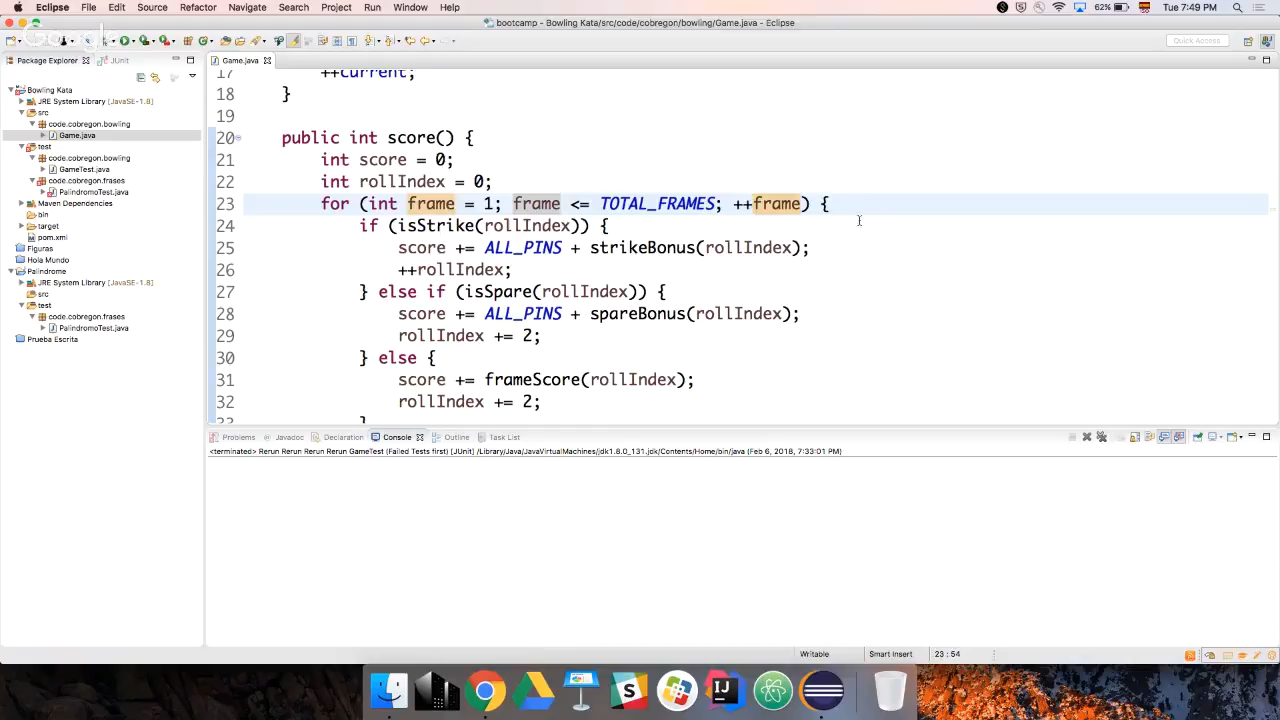 Eclipse File Edit Source Refactor Navigate Search Project Run Window Help 62% Tue 7:49 PM
bootcamp - Bowling Kata/src/code/cobregon/bowling/Game.java - Eclipse
Quick Access
Package Explorer JUnit
Game.java
Bowling Kata
JRE System Library [JavaSE-1.8]
src
code.cobregon.bowling
Game.java
test
code.cobregon.bowling
GameTest.java
code.cobregon.frases
PalindromoTest.java
Maven Dependencies
bin
target
pom.xml
Figuras
Hola Mundo
Palindrome
JRE System Library [JavaSE-1.8]
src
test
code.cobregon.frases
PalindromoTest.java
Prueba Escrita
17 ++current;
18 }
19
20 public int score() {
21 int score = 0;
22 int rollIndex = 0;
23 for (int frame = 1; frame <= TOTAL_FRAMES; ++frame) {
24 if (isStrike(rollIndex)) {
25 score += ALL_PINS + strikeBonus(rollIndex);
26 ++rollIndex;
27 } else if (isSpare(rollIndex)) {
28 score += ALL_PINS + spareBonus(rollIndex);
29 rollIndex += 2;
30 } else {
31 score += frameScore(rollIndex);
32 rollIndex += 2;
33 }
Problems Javadoc Declaration Console Outline Task List
<terminated> Rerun Rerun Rerun Rerun GameTest (Failed Tests first) [JUnit] /Library/Java/JavaVirtualMachines/jdk1.8.0_131.jdk/Contents/Home/bin/java (Feb 6, 2018, 7:33:01 PM)
Writable Smart Insert 23 : 54